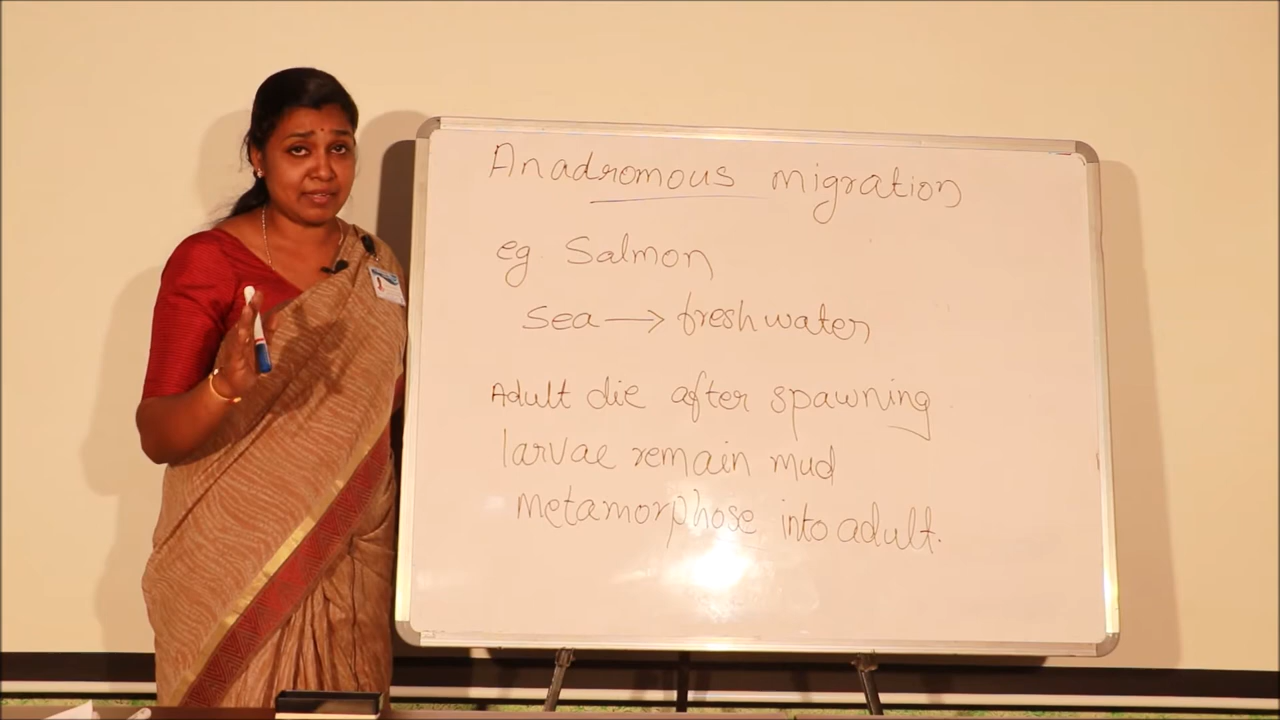 Anadromous migration
eg. Salmon
sea → freshwater
Adult die after spawning
larvae remain mud
metamorphose into adult.